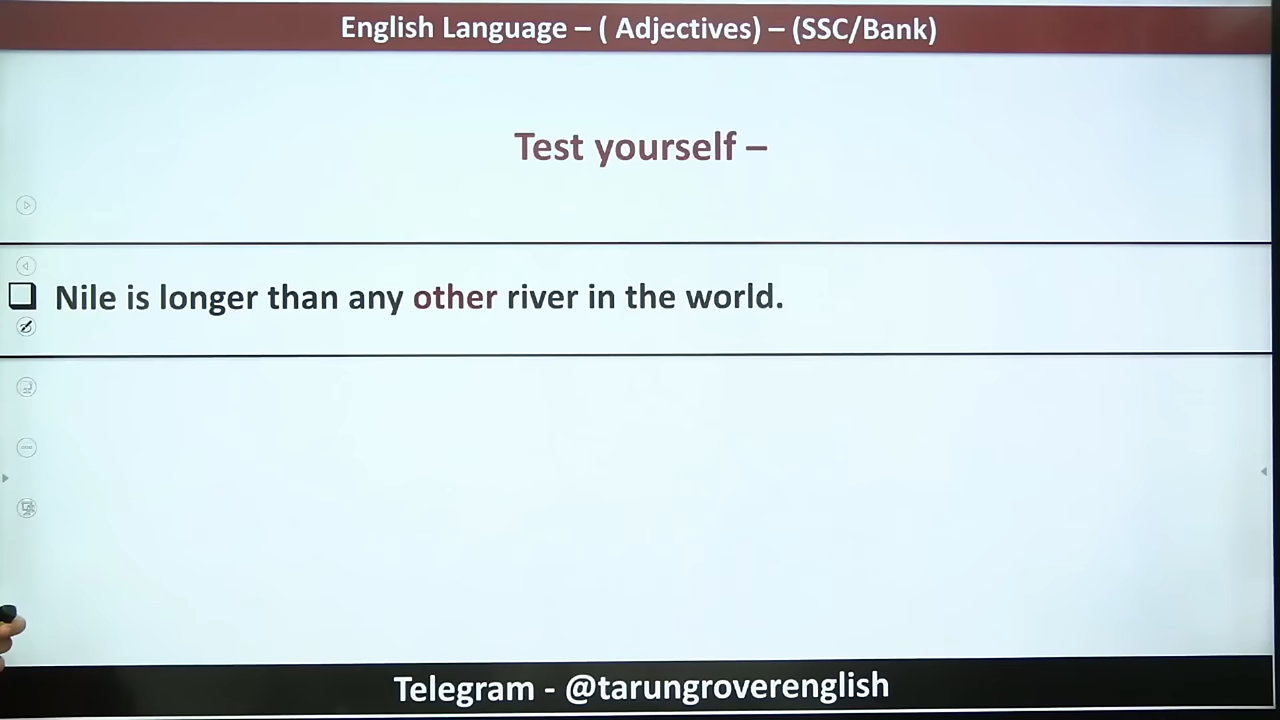 English Language – ( Adjectives) – (SSC/Bank)
Test yourself –
Nile is longer than any other river in the world.
Telegram - @tarungroverenglish